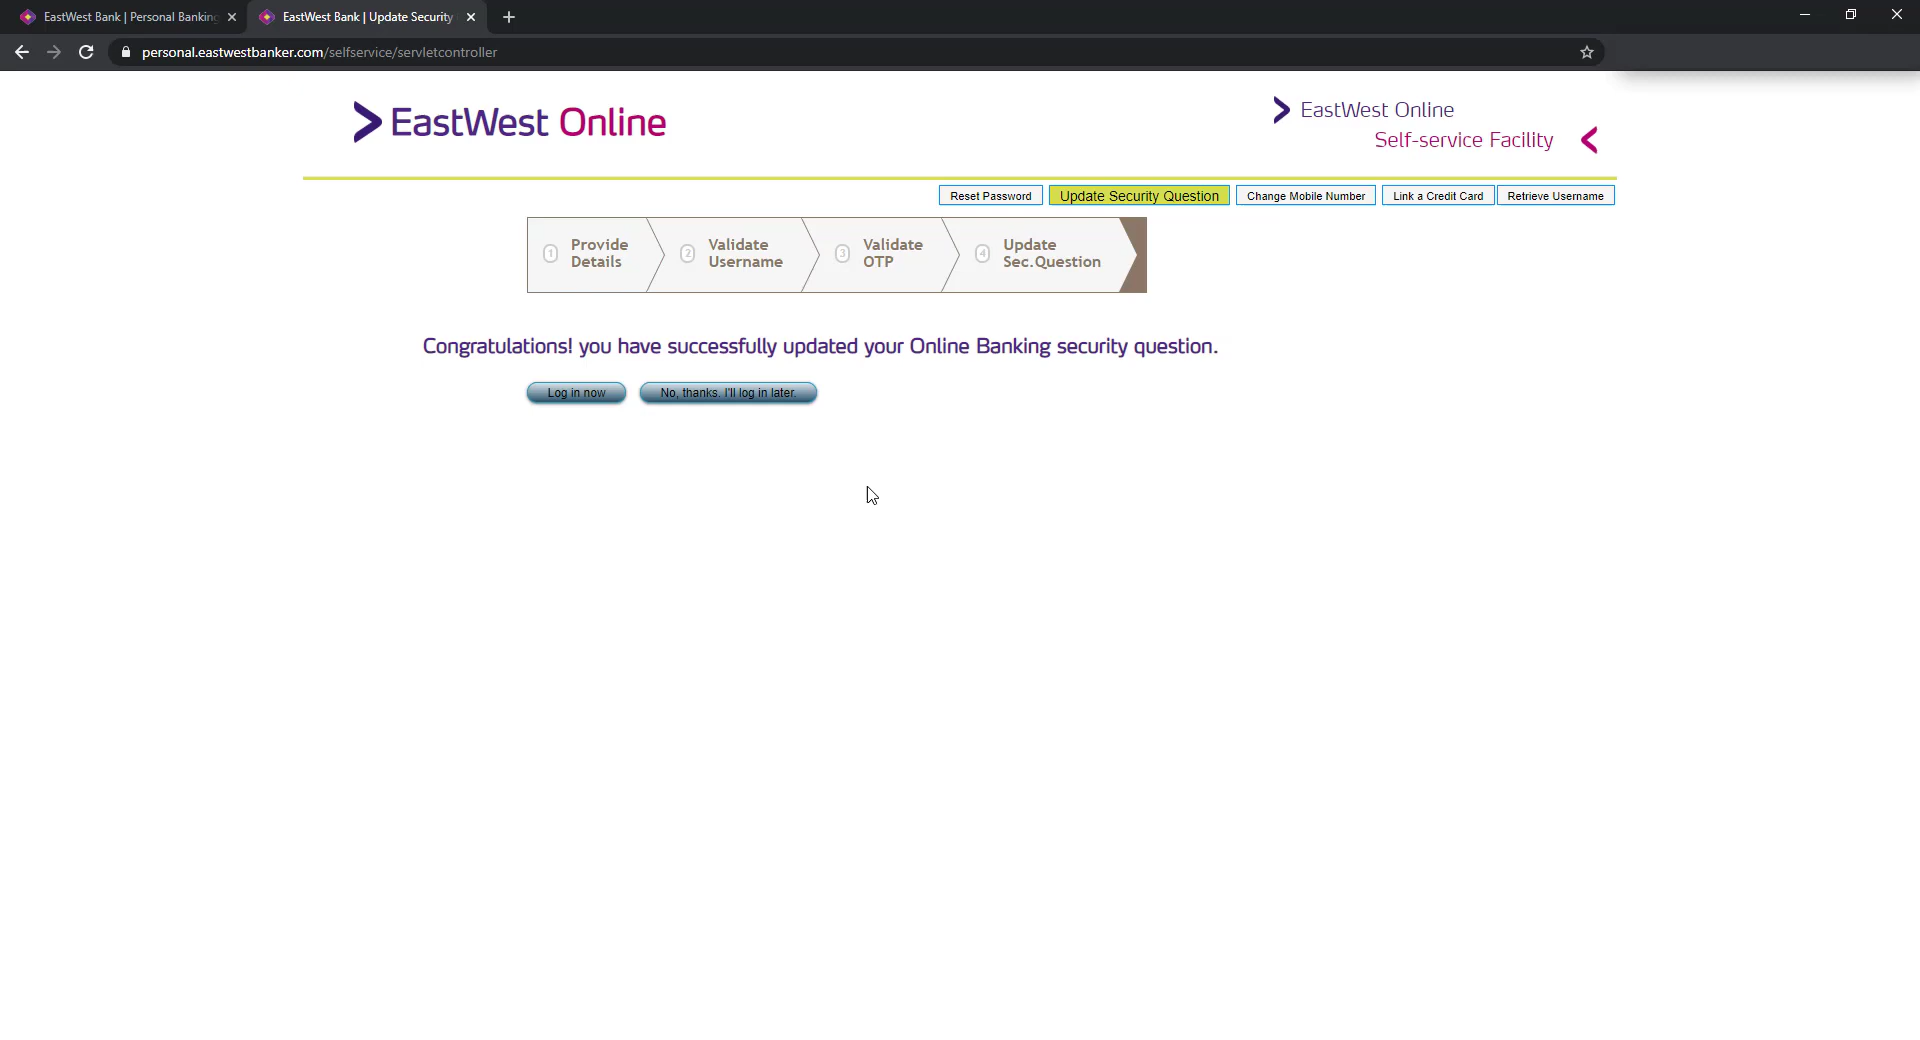 EastWest Bank | Personal Banking
EastWest Bank | Update Security
personal.eastwestbanker.com/selfservice/servletcontroller
EastWest Online
EastWest Online
Self-service Facility
Reset Password
Update Security Question
Change Mobile Number
Link a Credit Card
Retrieve Username
1 Provide Details
2 Validate Username
3 Validate OTP
4 Update Sec.Question
Congratulations! you have successfully updated your Online Banking security question.
Log in now
No, thanks. I'll log in later.